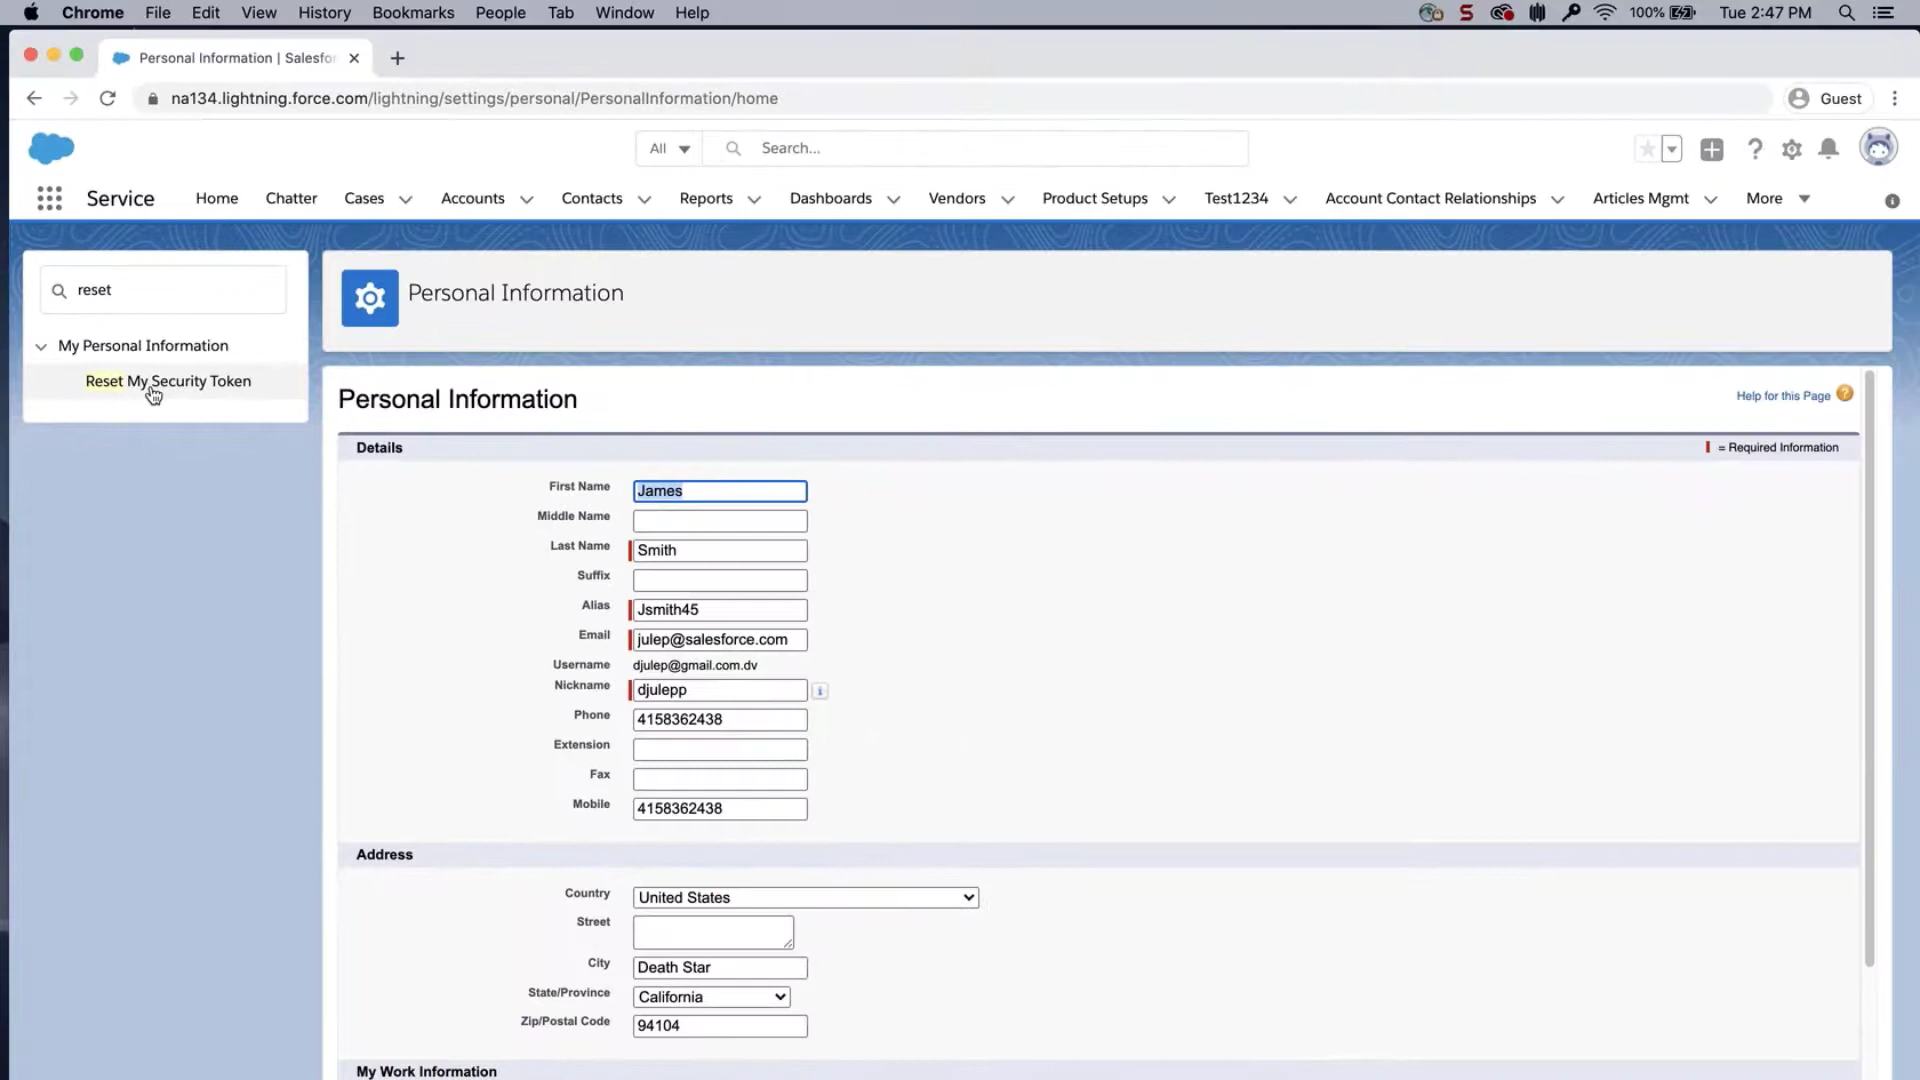 Chrome File Edit View History Bookmarks People Tab Window Help 100% Tue 2:47 PM
Personal Information | Salesfo
na134.lightning.force.com/lightning/settings/personal/PersonalInformation/home Guest
All Search...
Service Home Chatter Cases Accounts Contacts Reports Dashboards Vendors Product Setups Test1234 Account Contact Relationships Articles Mgmt More
reset
My Personal Information
Reset My Security Token
Personal Information
Personal Information
Help for this Page
Details
= Required Information
First Name James
Middle Name
Last Name Smith
Suffix
Alias Jsmith45
Email julep@salesforce.com
Username djulep@gmail.com.dv
Nickname djulepp
Phone 4158362438
Extension
Fax
Mobile 4158362438
Address
Country United States
Street
City Death Star
State/Province California
Zip/Postal Code 94104
My Work Information